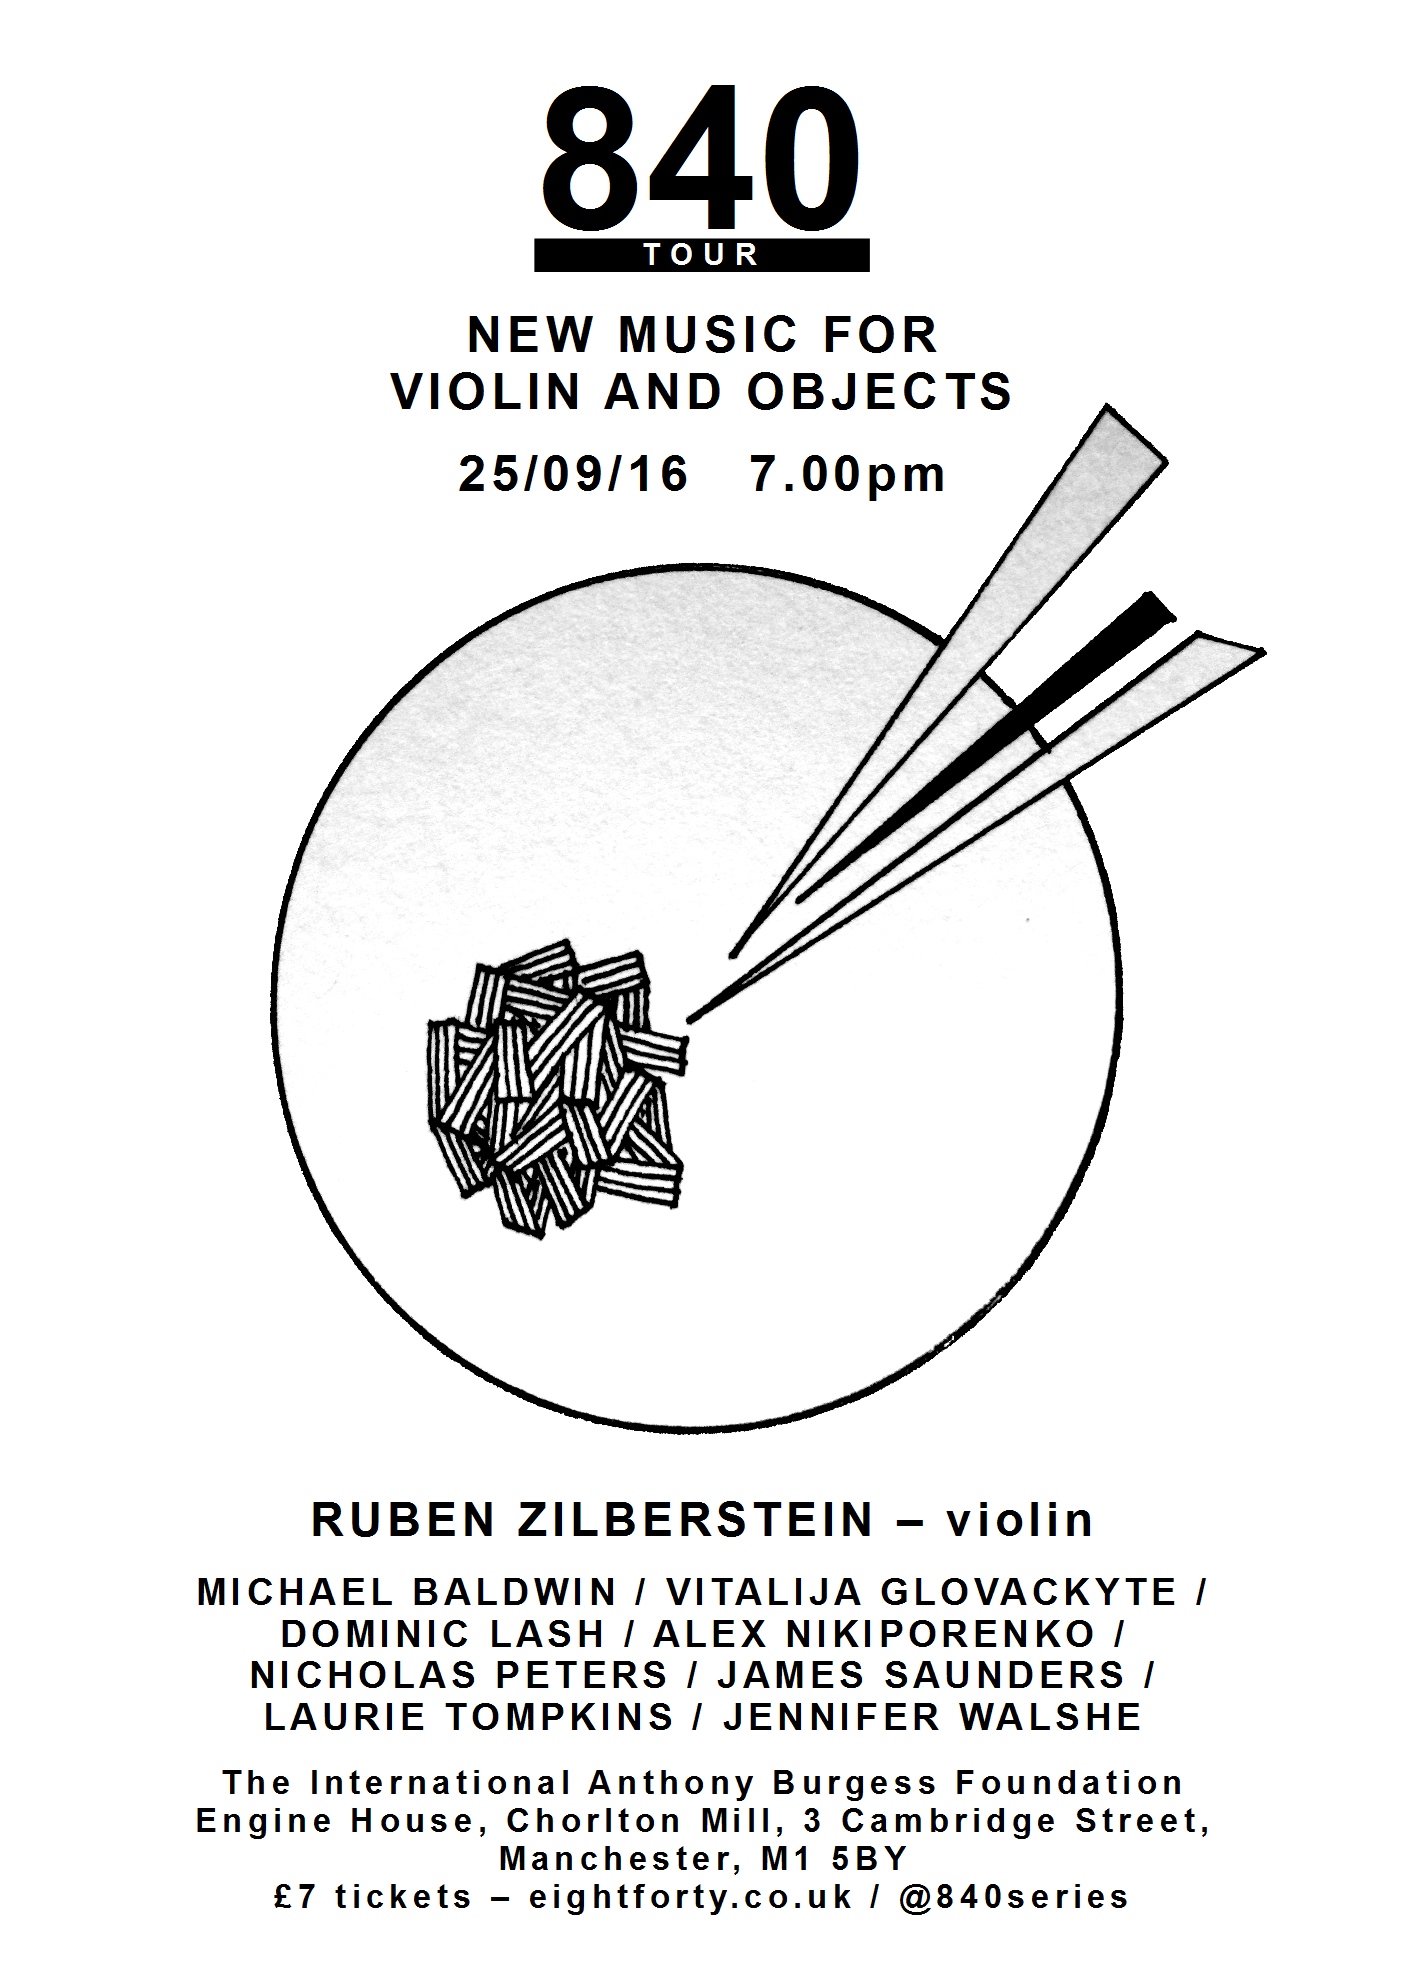 840
TOUR
NEW MUSIC FOR
VIOLIN AND OBJECTS
25/09/16 7.00pm
RUBEN ZILBERSTEIN – violin
MICHAEL BALDWIN / VITALIJA GLOVACKYTE /
DOMINIC LASH / ALEX NIKIPORENKO /
NICHOLAS PETERS / JAMES SAUNDERS /
LAURIE TOMPKINS / JENNIFER WALSHE
The International Anthony Burgess Foundation
Engine House, Chorlton Mill, 3 Cambridge Street,
Manchester, M1 5BY
£7 tickets – eightforty.co.uk / @840series